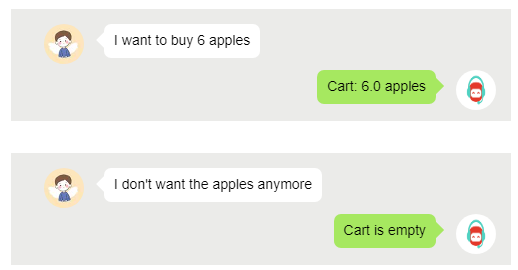 I want to buy 6 apples
Cart: 6.0 apples
I don't want the apples anymore
Cart is empty